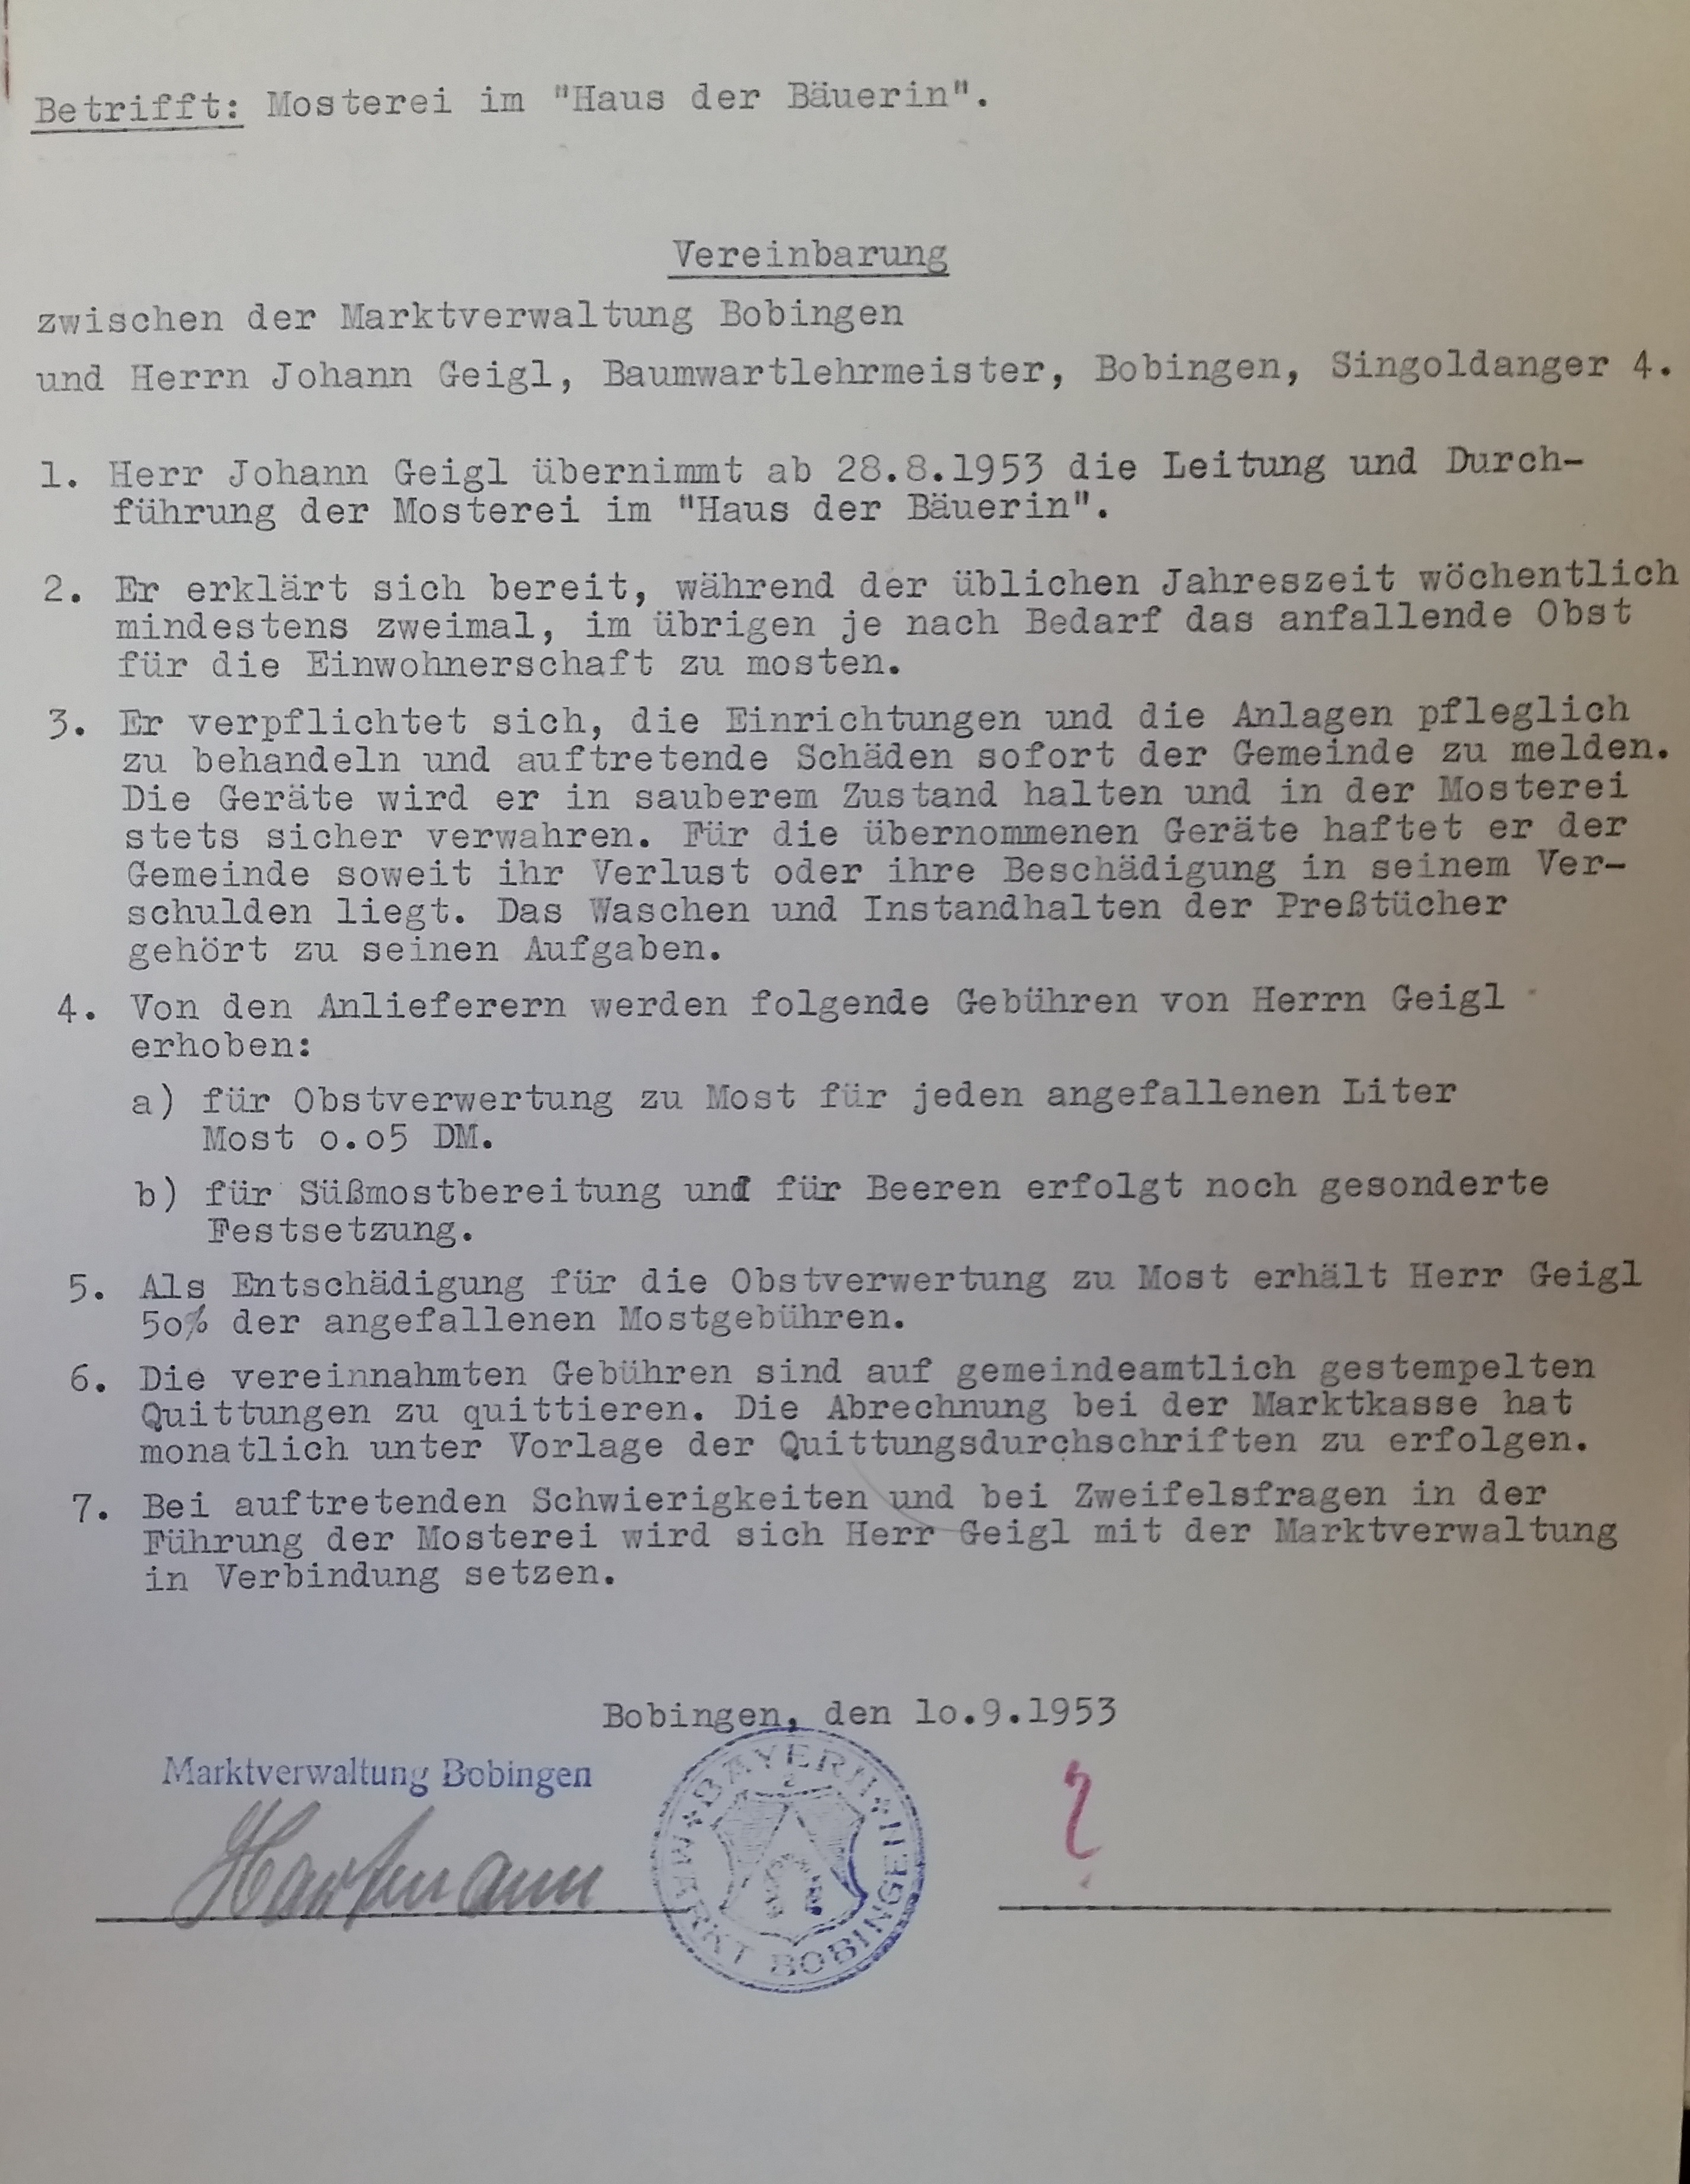 Betrifft: Mosterei im "Haus der Bäuerin".
Vereinbarung
zwischen der Marktverwaltung Bobingen
und Herrn Johann Geigl, Baumwartlehrmeister, Bobingen, Singoldanger 4.
1. Herr Johann Geigl übernimmt ab 28.8.1953 die Leitung und Durch-
führung der Mosterei im "Haus der Bäuerin".
2. Er erklärt sich bereit, während der üblichen Jahreszeit wöchentlich
mindestens zweimal, im übrigen je nach Bedarf das anfallende Obst
für die Einwohnerschaft zu mosten.
3. Er verpflichtet sich, die Einrichtungen und die Anlagen pfleglich
zu behandeln und auftretende Schäden sofort der Gemeinde zu melden.
Die Geräte wird er in sauberem Zustand halten und in der Mosterei
stets sicher verwahren. Für die übernommenen Geräte haftet er der
Gemeinde soweit ihr Verlust oder ihre Beschädigung in seinem Ver-
schulden liegt. Das Waschen und Instandhalten der Preßtücher
gehört zu seinen Aufgaben.
4. Von den Anlieferern werden folgende Gebühren von Herrn Geigl
erhoben:
a) für Obstverwertung zu Most für jeden angefallenen Liter
Most o.o5 DM.
b) für Süßmostbereitung und für Beeren erfolgt noch gesonderte
Festsetzung.
5. Als Entschädigung für die Obstverwertung zu Most erhält Herr Geigl
5o% der angefallenen Mostgebühren.
6. Die vereinnahmten Gebühren sind auf gemeindeamtlich gestempelten
Quittungen zu quittieren. Die Abrechnung bei der Marktkasse hat
monatlich unter Vorlage der Quittungsdurchschriften zu erfolgen.
7. Bei auftretenden Schwierigkeiten und bei Zweifelsfragen in der
Führung der Mosterei wird sich Herr Geigl mit der Marktverwaltung
in Verbindung setzen.
Bobingen, den lo.9.1953
Marktverwaltung Bobingen
BAYERN
2
MARKT BOBINGEN
?